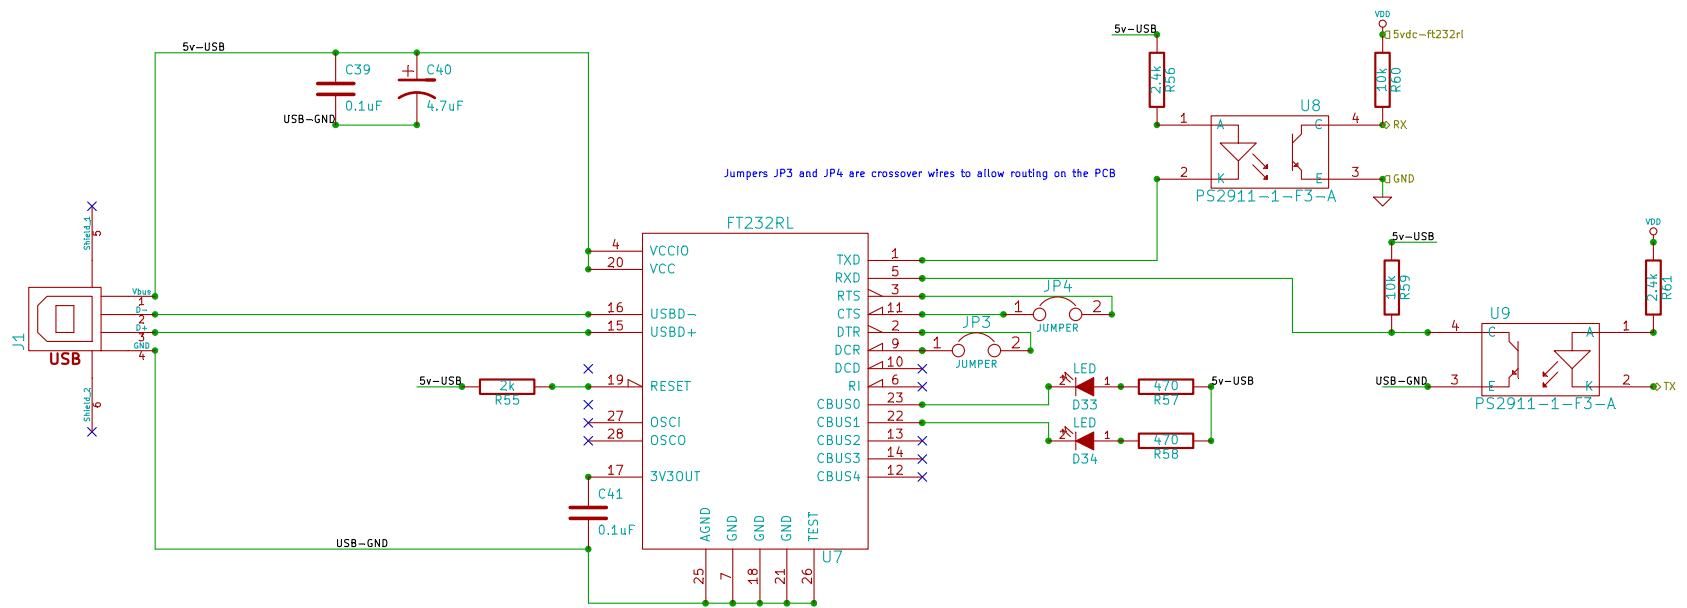 5v-USB
C39
0.1uF
C40
4.7uF
USB-GND
Jumpers JP3 and JP4 are crossover wires to allow routing on the PCB
5v-USB
2.4k
R56
VDD
5vdc-ft232rl
10k
R60
U8
1
A
C
4
RX
2
K
E
3
GND
PS2911-1-F3-A
Shield_1
5
J1
USB
Vbus
1
D-
2
D+
3
GND
4
Shield_2
6
FT232RL
4
VCCIO
20
VCC
16
USBD-
15
USBD+
19
RESET
27
OSCI
28
OSCO
17
3V3OUT
TXD
1
RXD
5
RTS
3
CTS
11
DTR
2
DCR
9
DCD
10
RI
6
CBUS0
23
CBUS1
22
CBUS2
13
CBUS3
14
CBUS4
12
AGND
GND
GND
GND
TEST
25
7
18
21
26
U7
5v-USB
2k
R55
C41
0.1uF
USB-GND
JP4
1
2
JUMPER
JP3
1
2
JUMPER
LED
2
1
D33
470
R57
5v-USB
LED
2
1
D34
470
R58
5v-USB
10k
R59
VDD
2.4k
R61
U9
4
C
A
1
USB-GND
3
E
K
2
TX
PS2911-1-F3-A